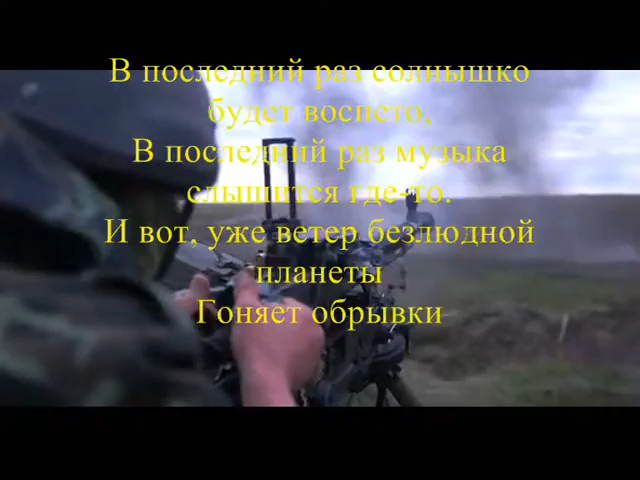 В последний раз солнышко
будет воспето,
В последний раз музыка
слышится где-то.
И вот, уже ветер безлюдной
планеты
Гоняет обрывки